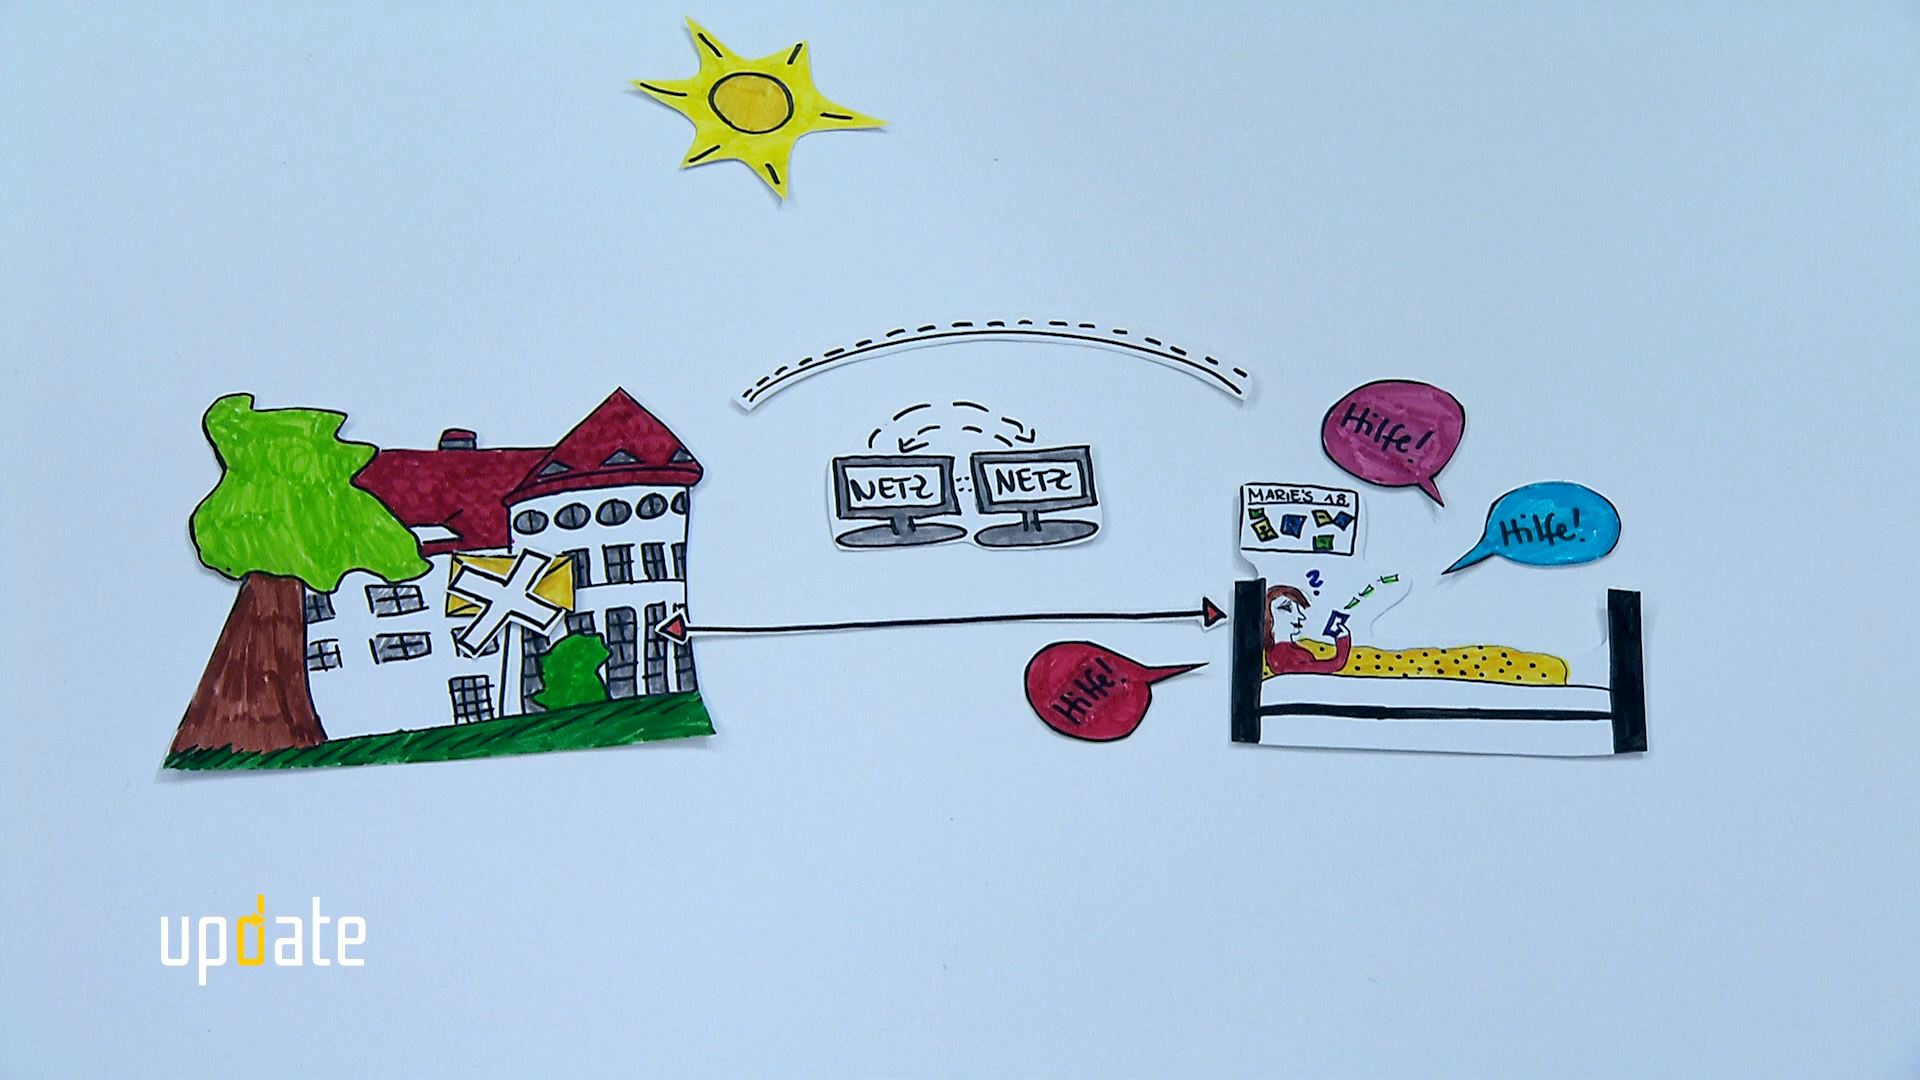 Hilfe!
NETZ
NETZ
MARIE'S 18.
Hilfe!
?
Hilfe!
update